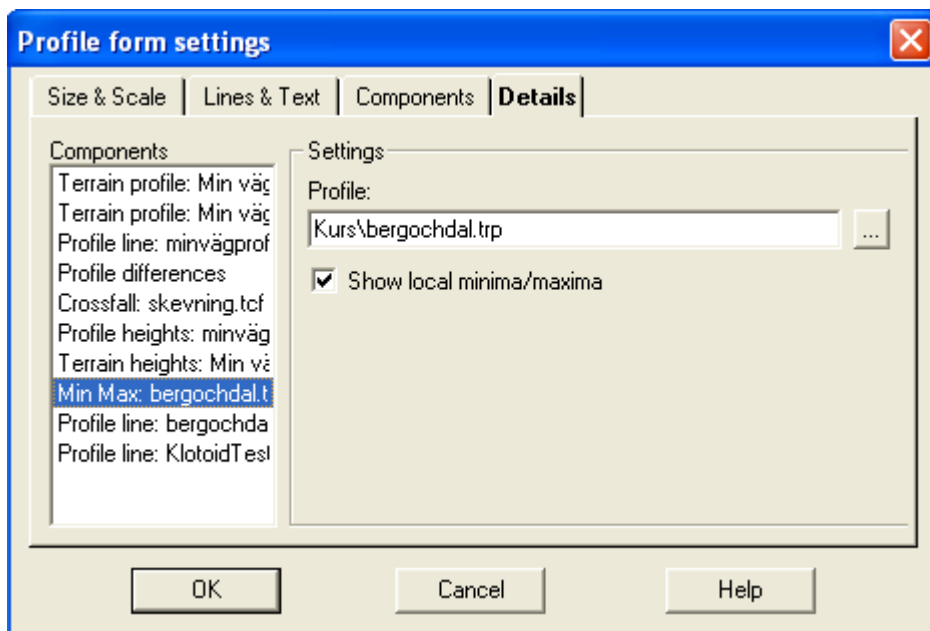 Profile form settings
Size & Scale
Lines & Text
Components
Details
Components
Terrain profile: Min väg
Terrain profile: Min väg
Profile line: minvägprof
Profile differences
Crossfall: skevning.tcf
Profile heights: minväg
Terrain heights: Min vä
Min Max: bergochdal.t
Profile line: bergochda
Profile line: KlotoidTest
Settings
Profile:
Kurs\bergochdal.trp
...
Show local minima/maxima
OK
Cancel
Help